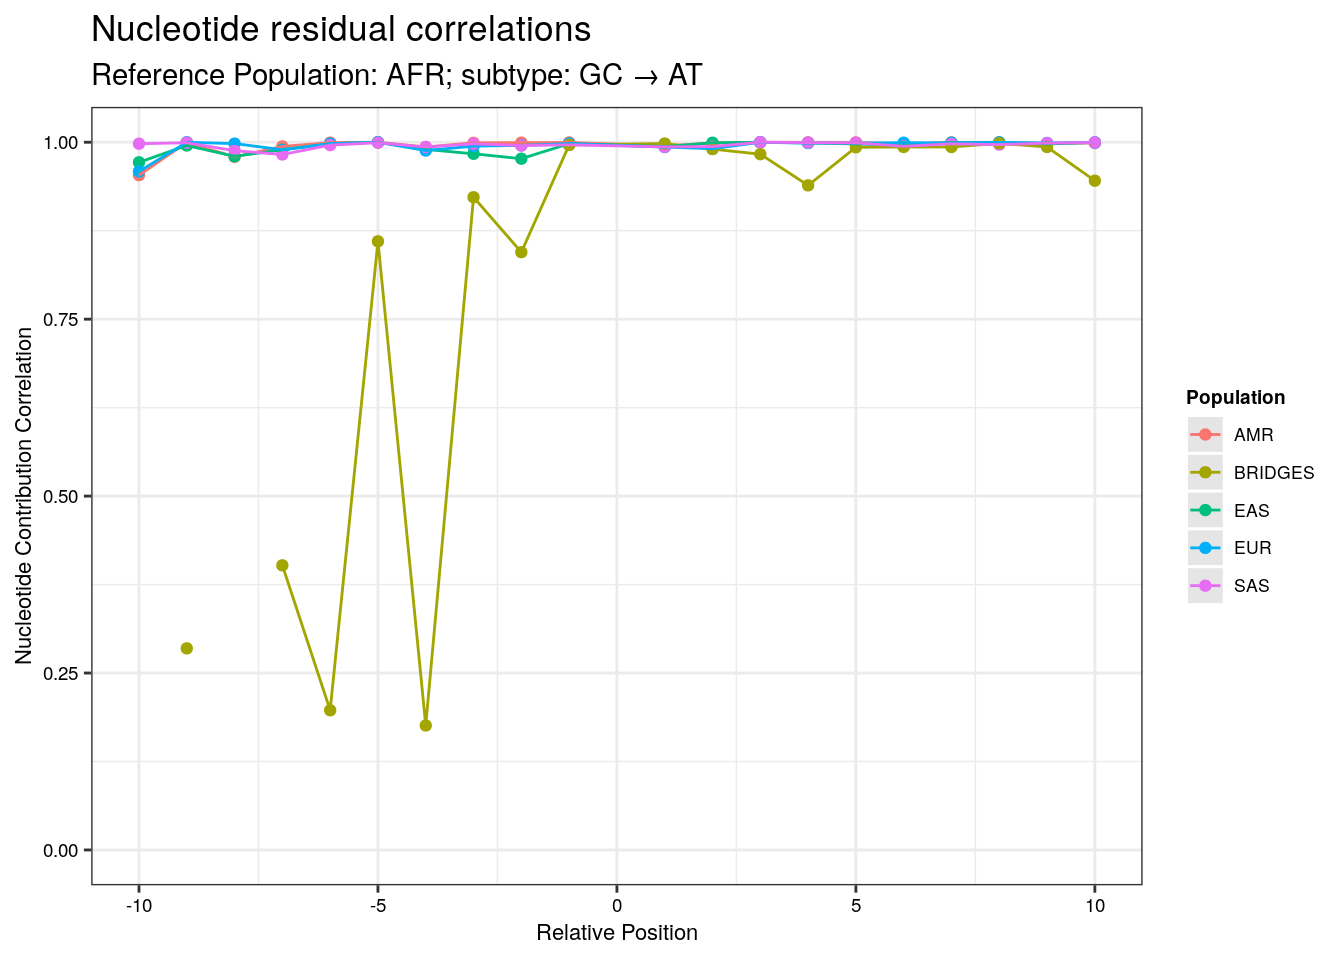 Nucleotide residual correlations
Reference Population: AFR; subtype: GC → AT
Nucleotide Contribution Correlation
1.00
0.75
0.50
0.25
0.00
-10
-5
0
5
10
Relative Position
Population
AMR
BRIDGES
EAS
EUR
SAS